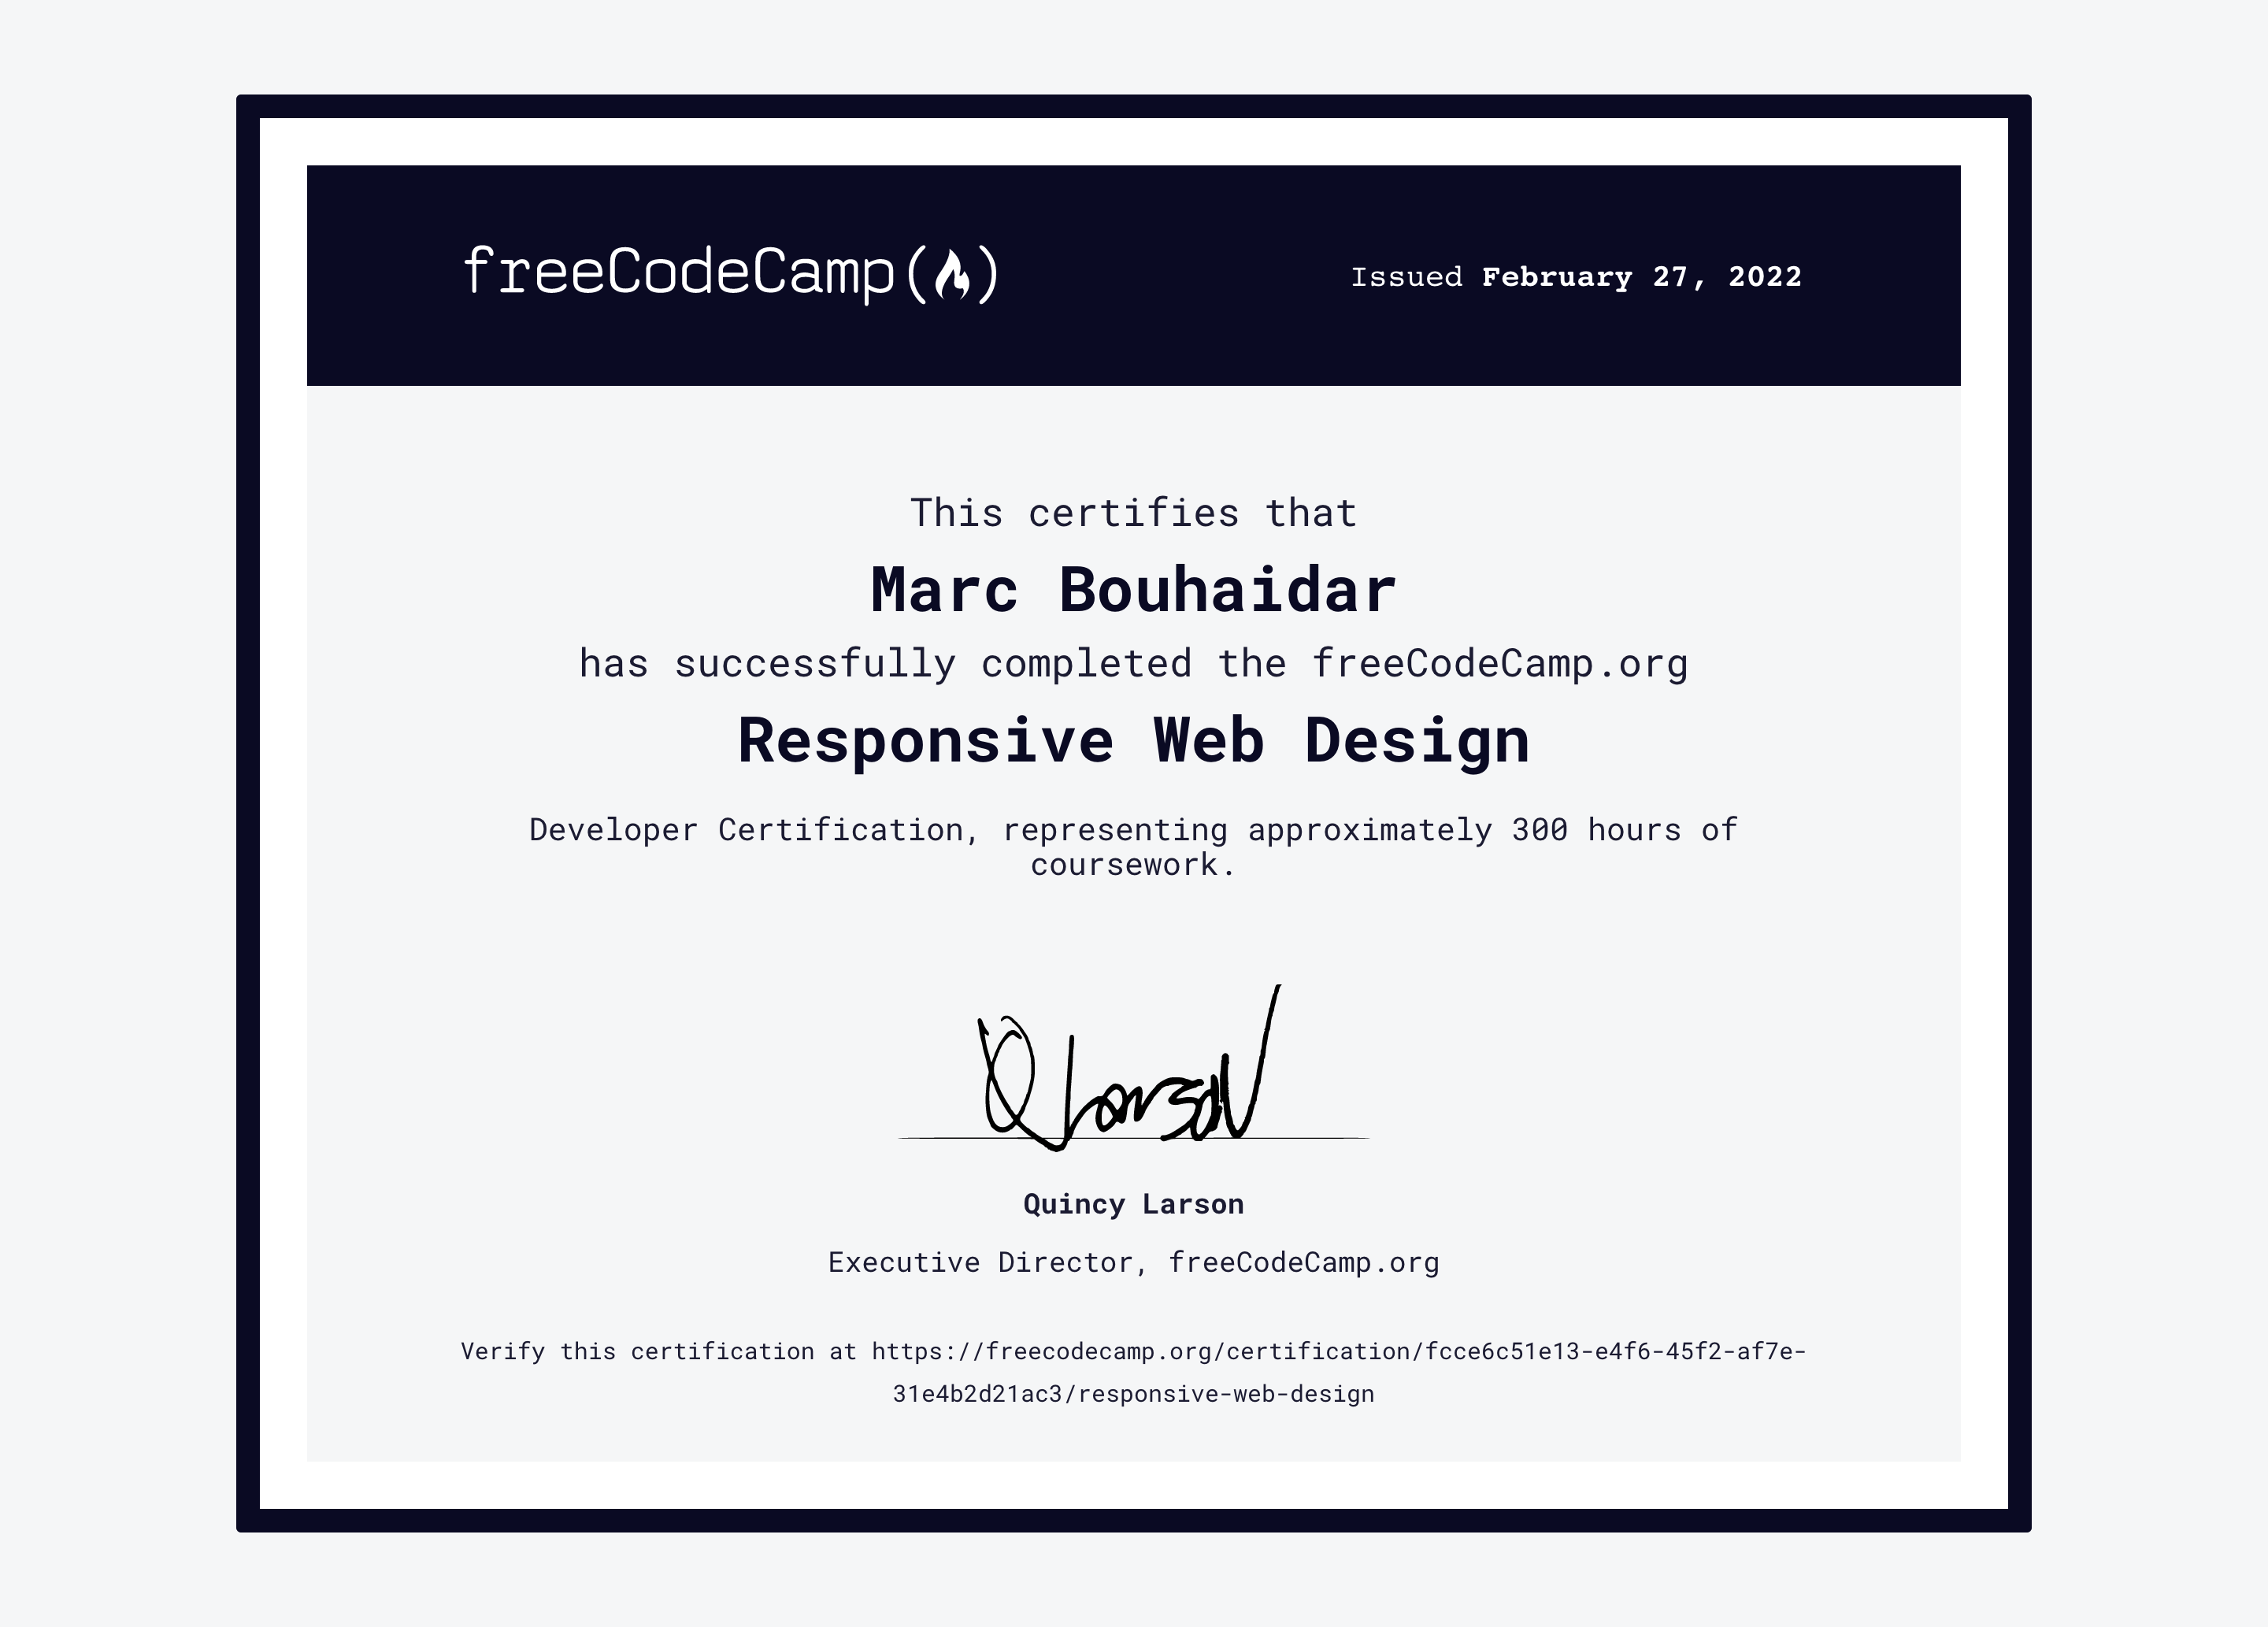 freeCodeCamp(🔥)
Issued February 27, 2022
This certifies that
Marc Bouhaidar
has successfully completed the freeCodeCamp.org
Responsive Web Design
Developer Certification, representing approximately 300 hours of
coursework.
Q Larson
Quincy Larson
Executive Director, freeCodeCamp.org
Verify this certification at https://freecodecamp.org/certification/fcce6c51e13-e4f6-45f2-af7e-
31e4b2d21ac3/responsive-web-design